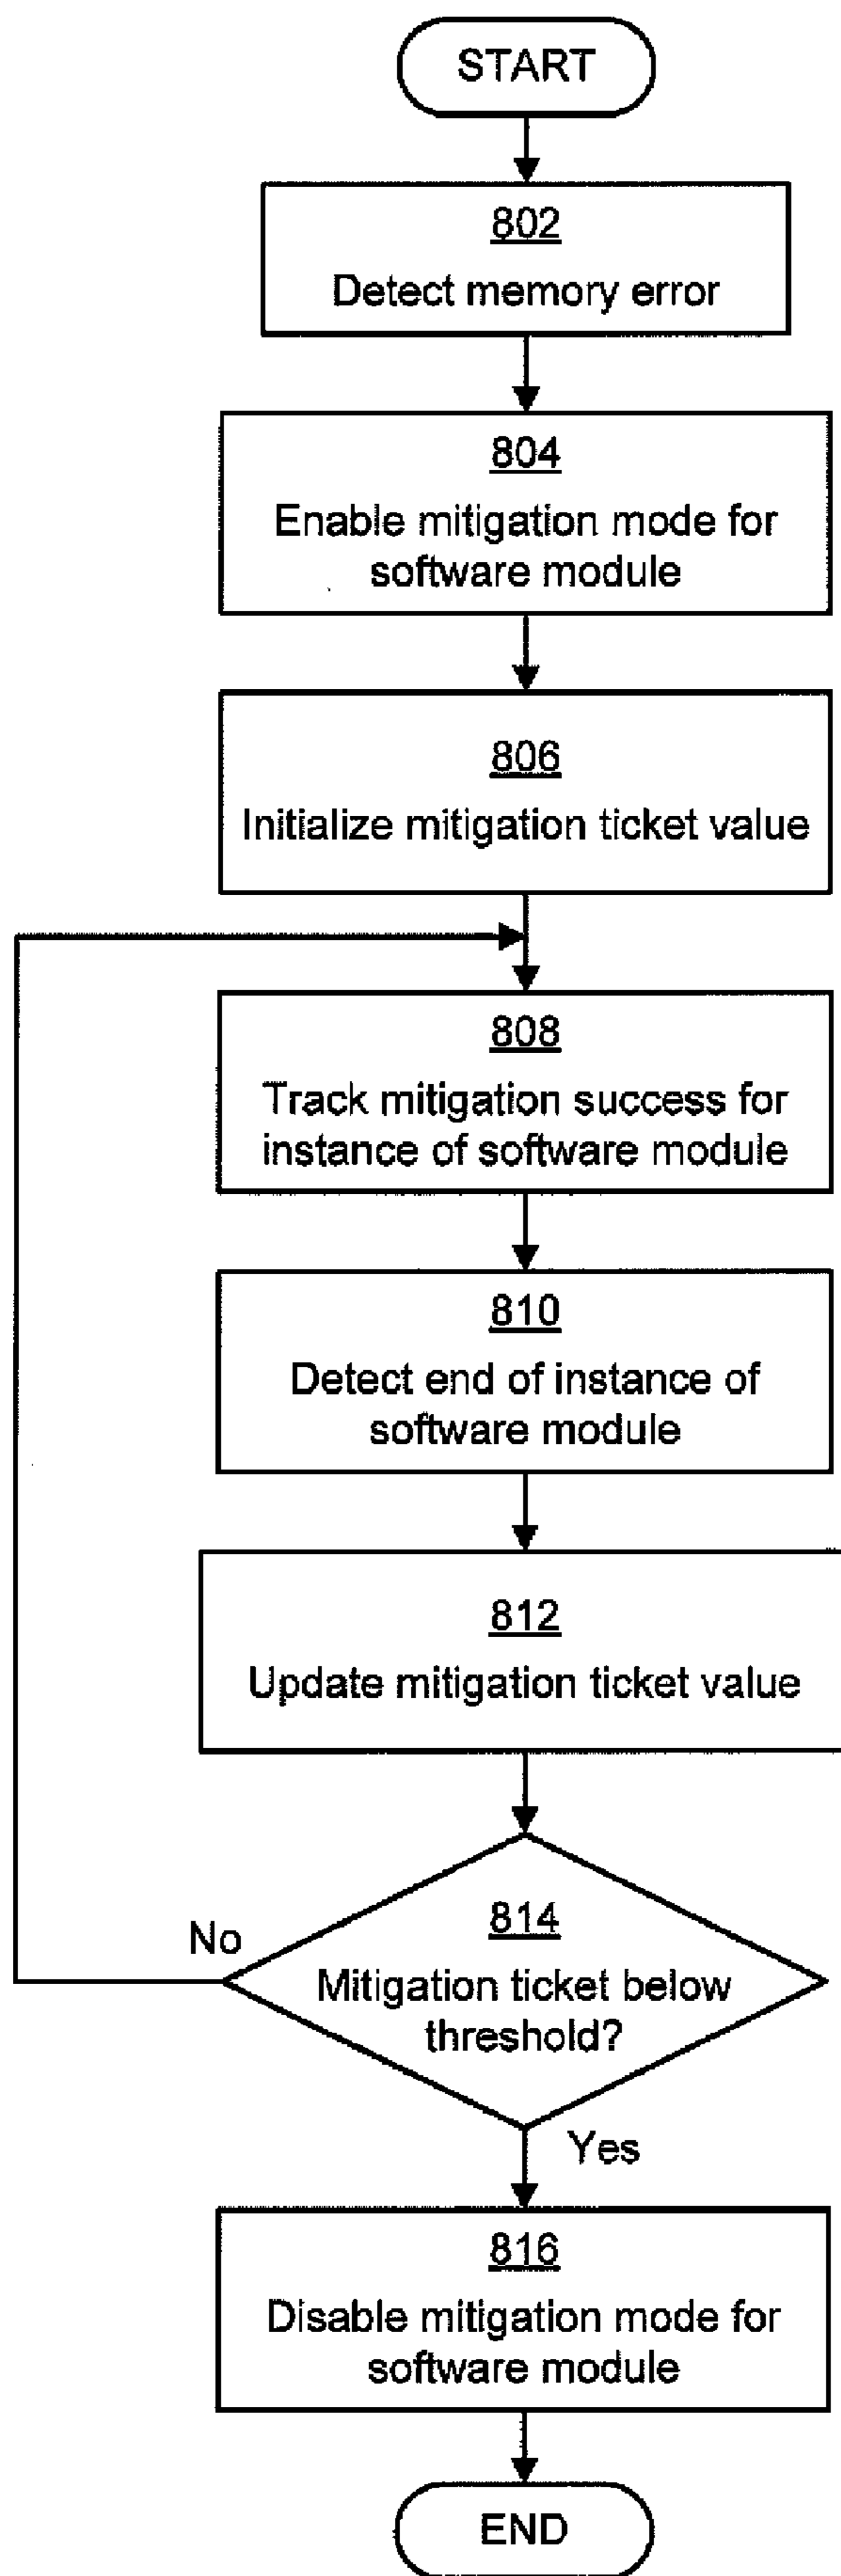 START
802
Detect memory error
804
Enable mitigation mode for
software module
806
Initialize mitigation ticket value
808
Track mitigation success for
instance of software module
810
Detect end of instance of
software module
812
Update mitigation ticket value
814
No
Mitigation ticket below
threshold?
Yes
816
Disable mitigation mode for
software module
END